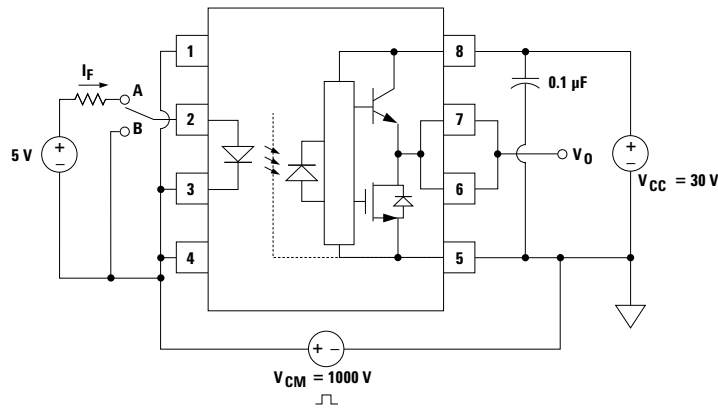 1
8
I_F
A
0.1 µF
2
7
B
5 V
+
−
V_O
+
−
3
6
V_CC = 30 V
4
5
+ −
V_CM = 1000 V